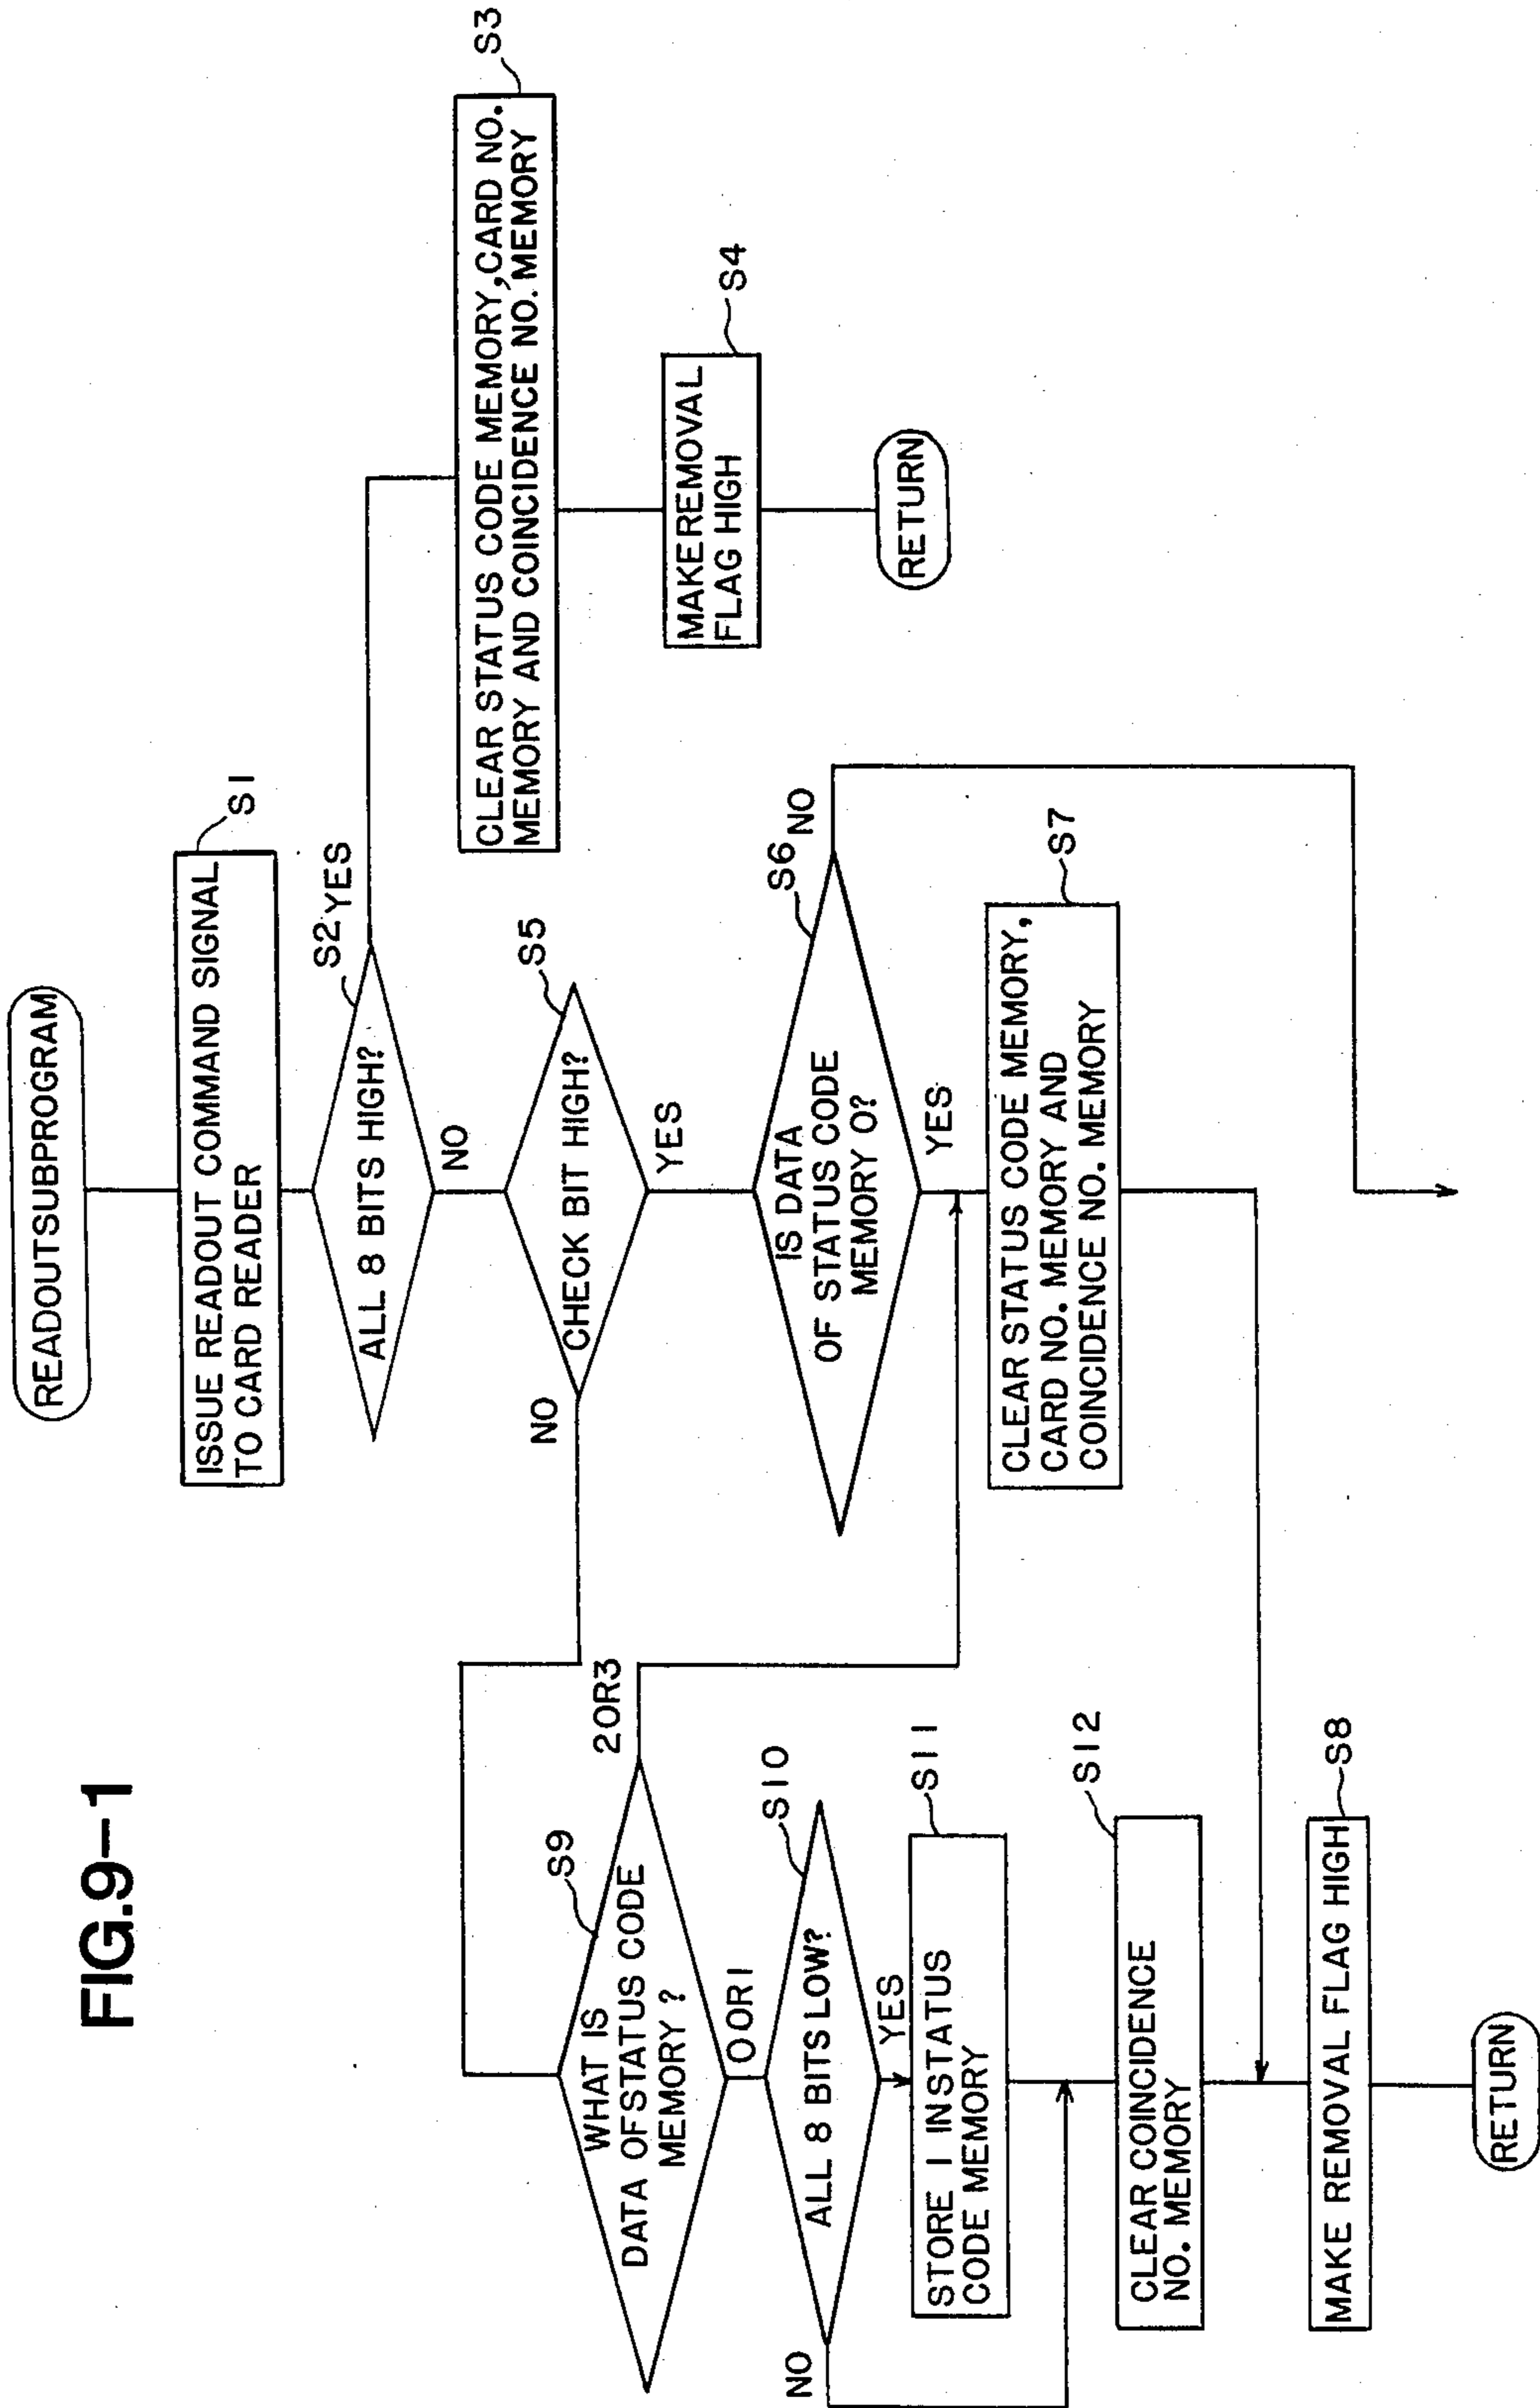 FIG.9-1
READOUT SUBPROGRAM
ISSUE READOUT COMMAND SIGNAL
TO CARD READER
S1
ALL 8 BITS HIGH?
S2
YES
NO
CLEAR STATUS CODE MEMORY, CARD NO.
MEMORY AND COINCIDENCE NO. MEMORY
S3
MAKE REMOVAL
FLAG HIGH
S4
RETURN
CHECK BIT HIGH?
S5
NO
YES
IS DATA
OF STATUS CODE
MEMORY 0?
S6
NO
YES
CLEAR STATUS CODE MEMORY,
CARD NO. MEMORY AND
COINCIDENCE NO. MEMORY
S7
WHAT IS
DATA OF STATUS CODE
MEMORY ?
S9
2 OR 3
0 OR 1
ALL 8 BITS LOW?
S10
NO
YES
STORE 1 IN STATUS
CODE MEMORY
S11
CLEAR COINCIDENCE
NO. MEMORY
S12
MAKE REMOVAL FLAG HIGH
S8
RETURN